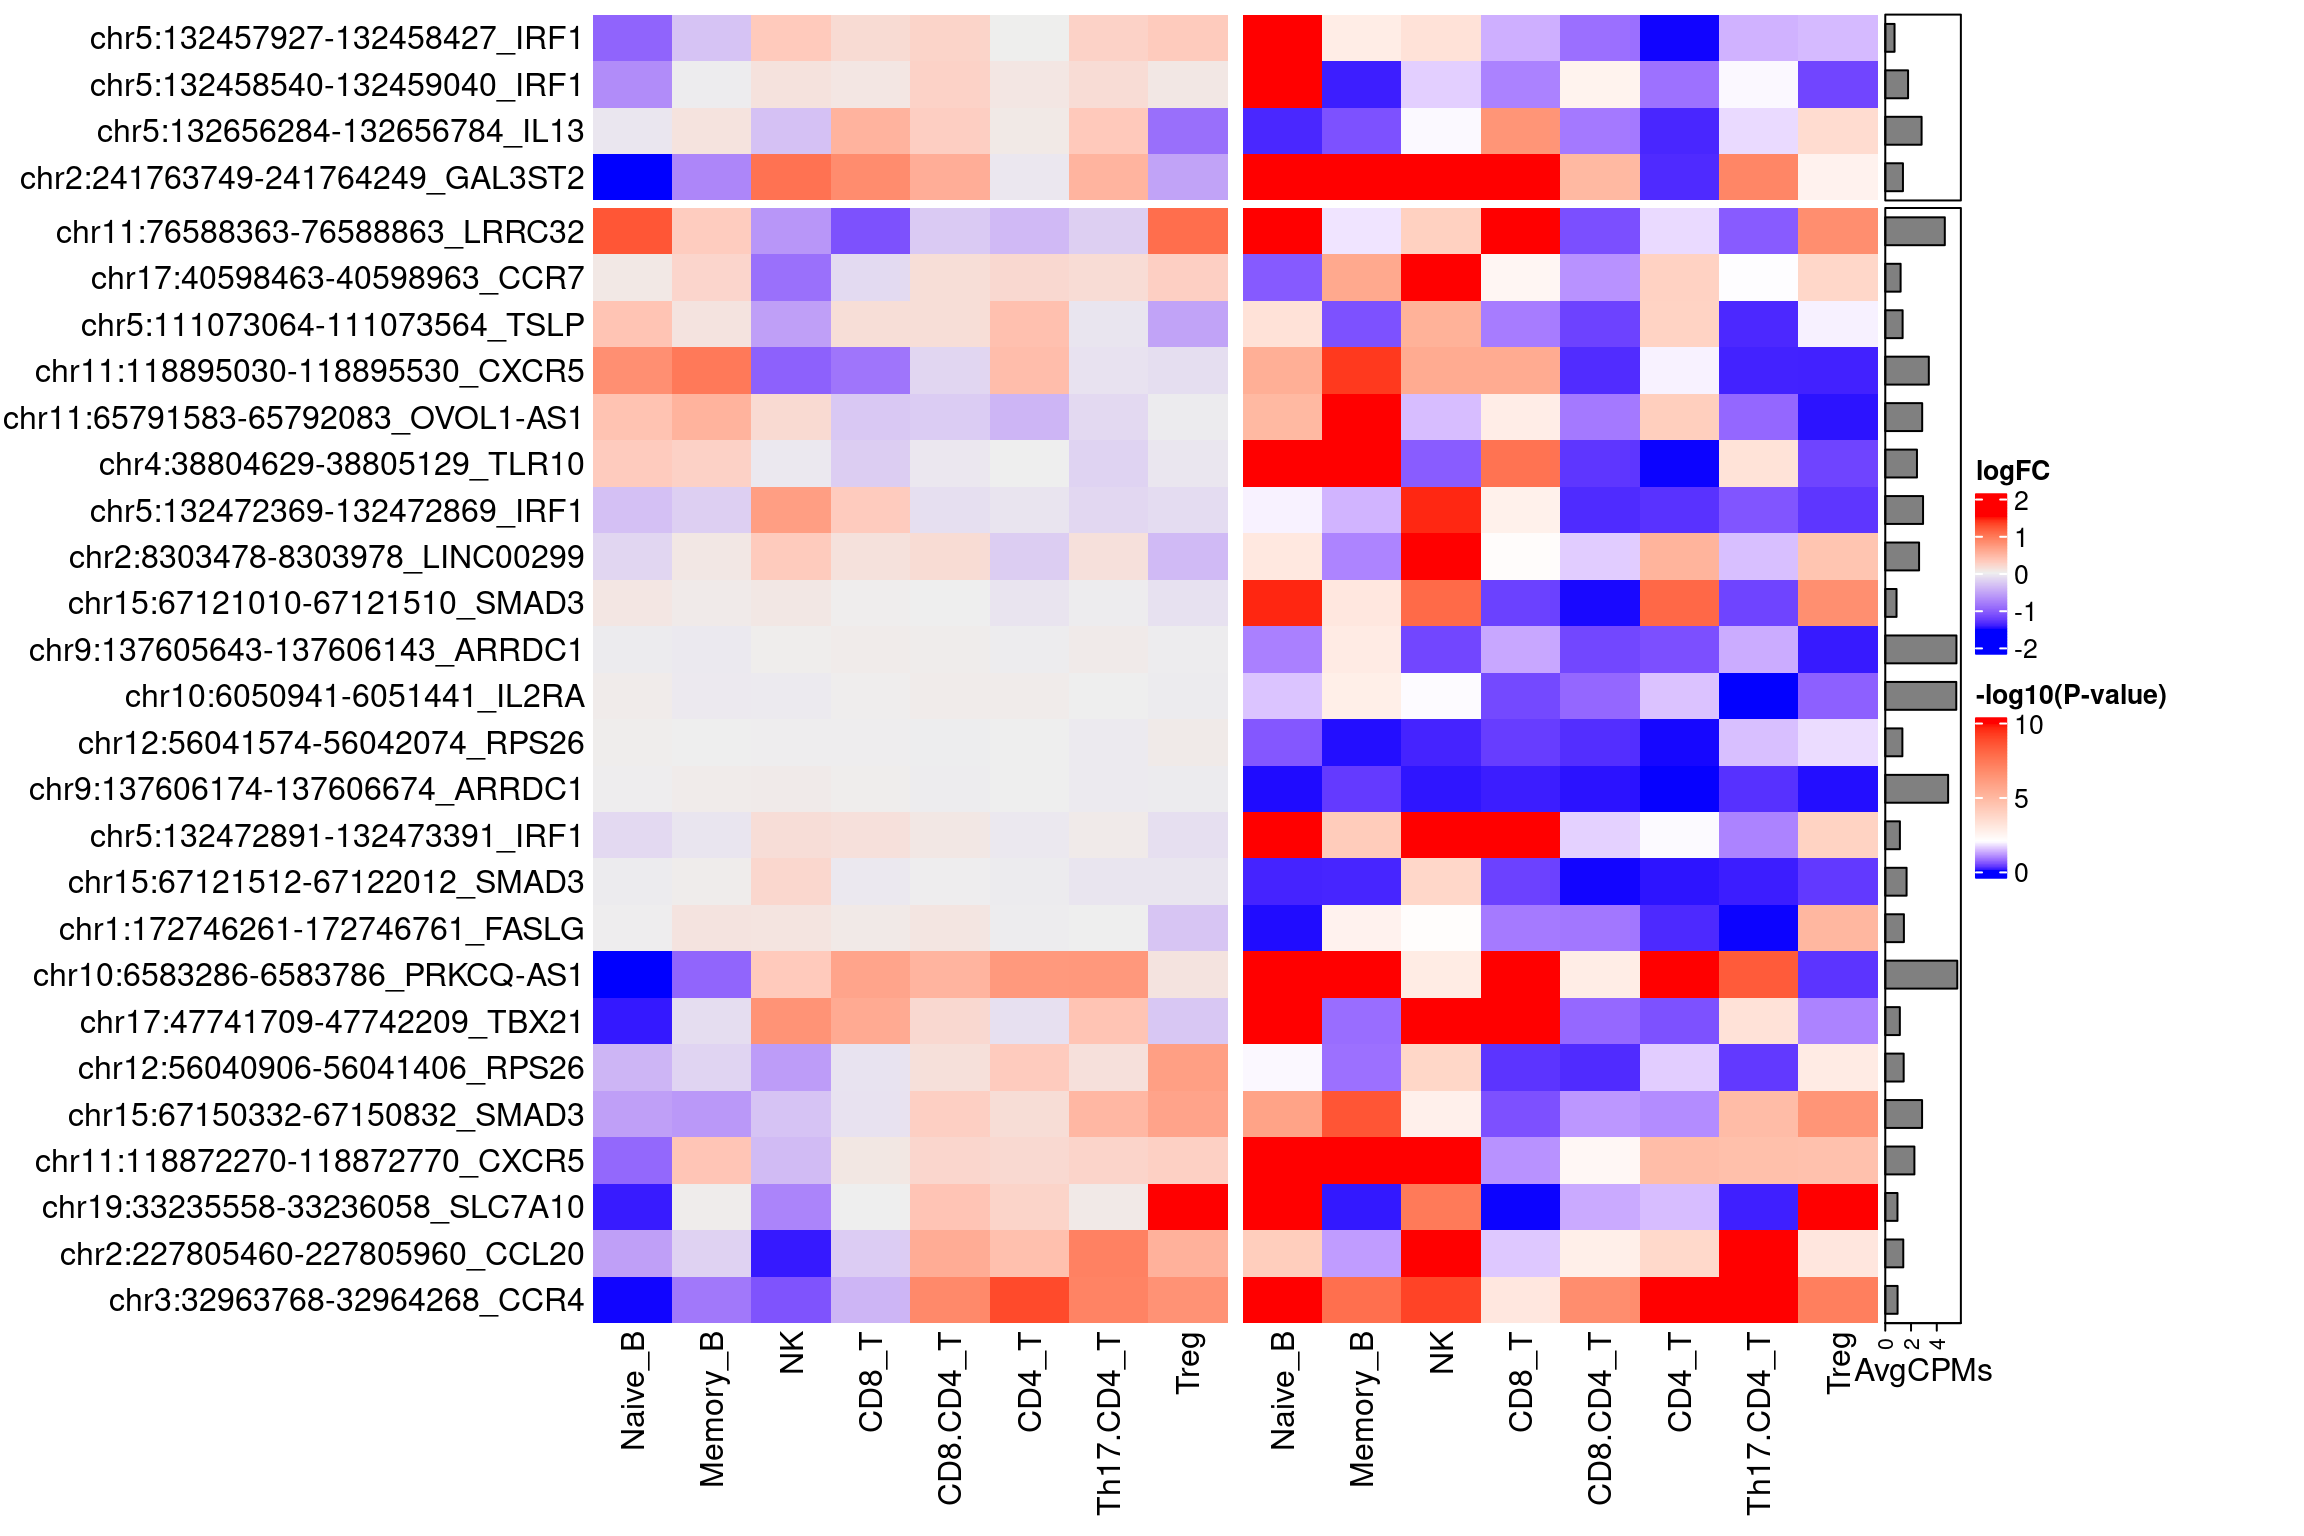 chr5:132457927-132458427_IRF1
chr5:132458540-132459040_IRF1
chr5:132656284-132656784_IL13
chr2:241763749-241764249_GAL3ST2
chr11:76588363-76588863_LRRC32
chr17:40598463-40598963_CCR7
chr5:111073064-111073564_TSLP
chr11:118895030-118895530_CXCR5
chr11:65791583-65792083_OVOL1-AS1
chr4:38804629-38805129_TLR10
chr5:132472369-132472869_IRF1
chr2:8303478-8303978_LINC00299
chr15:67121010-67121510_SMAD3
chr9:137605643-137606143_ARRDC1
chr10:6050941-6051441_IL2RA
chr12:56041574-56042074_RPS26
chr9:137606174-137606674_ARRDC1
chr5:132472891-132473391_IRF1
chr15:67121512-67122012_SMAD3
chr1:172746261-172746761_FASLG
chr10:6583286-6583786_PRKCQ-AS1
chr17:47741709-47742209_TBX21
chr12:56040906-56041406_RPS26
chr15:67150332-67150832_SMAD3
chr11:118872270-118872770_CXCR5
chr19:33235558-33236058_SLC7A10
chr2:227805460-227805960_CCL20
chr3:32963768-32964268_CCR4
Naive_B
Memory_B
NK
CD8_T
CD8.CD4_T
CD4_T
Th17.CD4_T
Treg
Naive_B
Memory_B
NK
CD8_T
CD8.CD4_T
CD4_T
Th17.CD4_T
Treg
0
2
4
AvgCPMs
logFC
2
1
0
-1
-2
-log10(P-value)
10
5
0